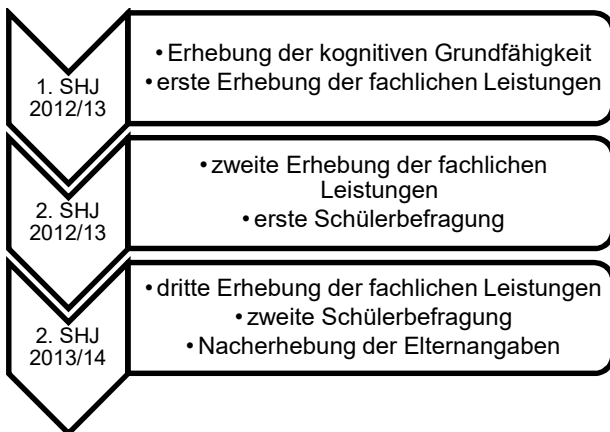 1. SHJ
2012/13
• Erhebung der kognitiven Grundfähigkeit
• erste Erhebung der fachlichen Leistungen
2. SHJ
2012/13
• zweite Erhebung der fachlichen
Leistungen
• erste Schülerbefragung
2. SHJ
2013/14
• dritte Erhebung der fachlichen Leistungen
• zweite Schülerbefragung
• Nacherhebung der Elternangaben